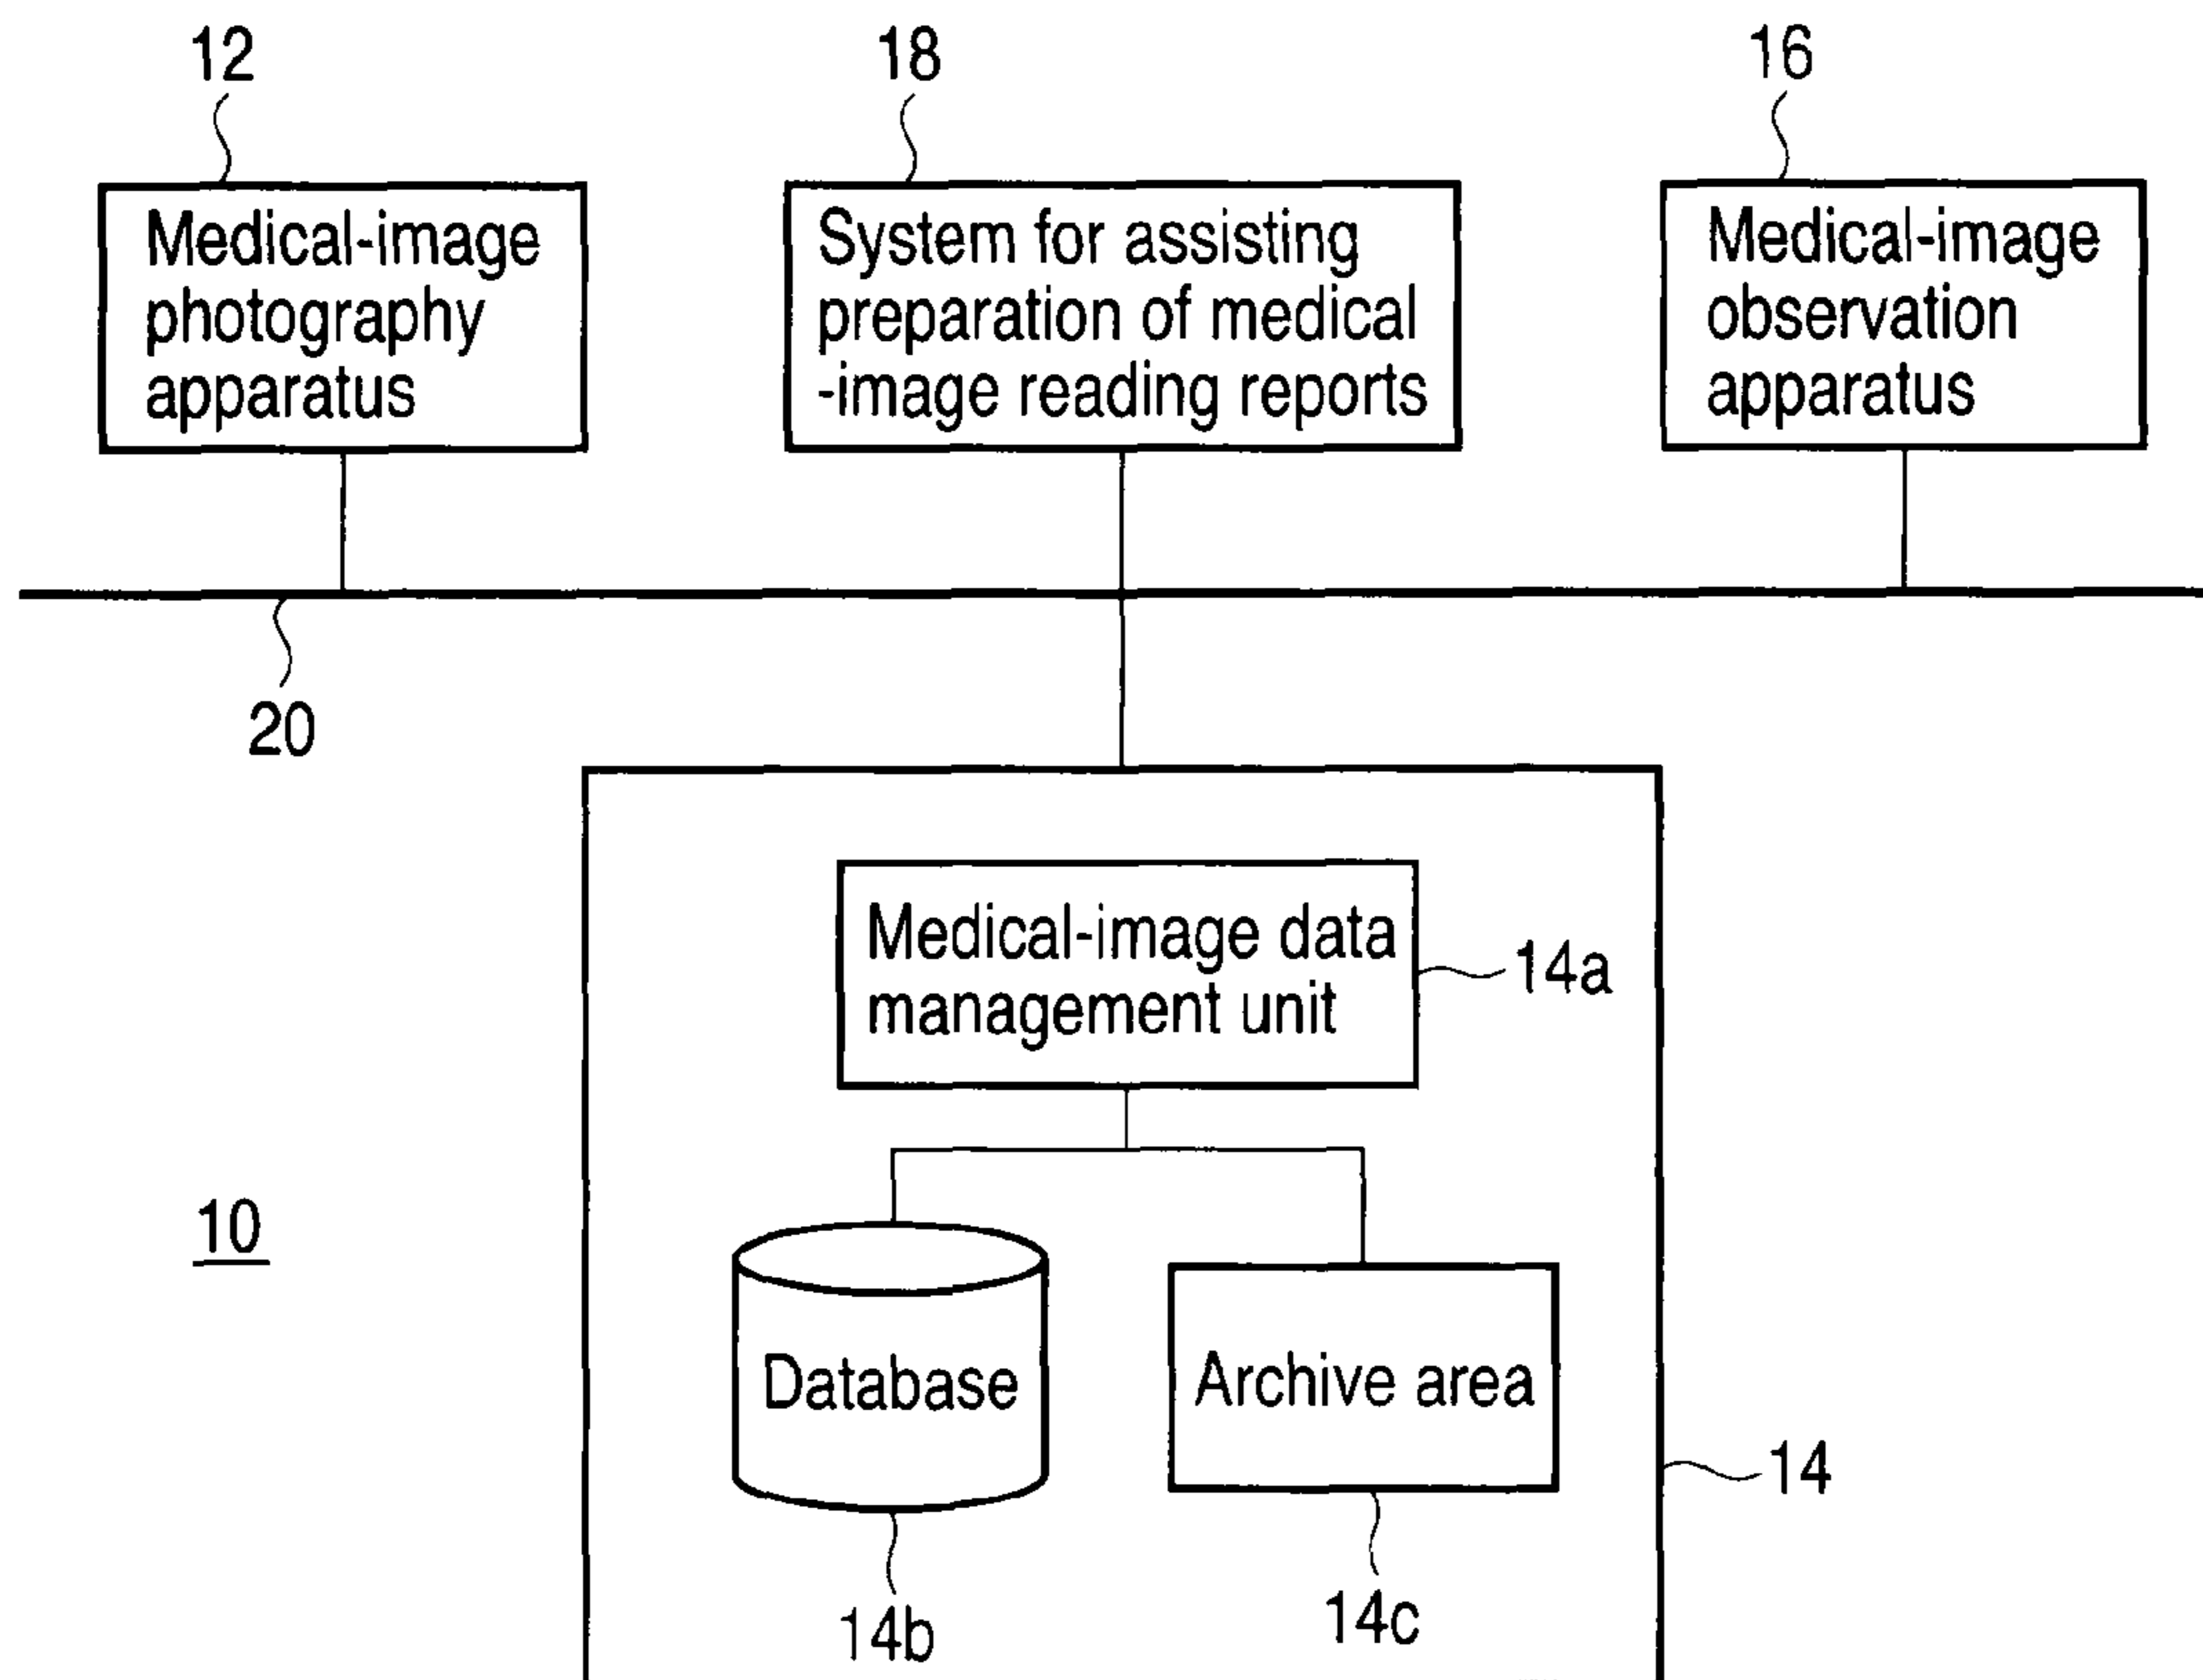 12
18
16
Medical-image
photography
apparatus
System for assisting
preparation of medical
-image reading reports
Medical-image
observation
apparatus
20
Medical-image data
management unit
14a
10
Database
Archive area
14
14b
14c